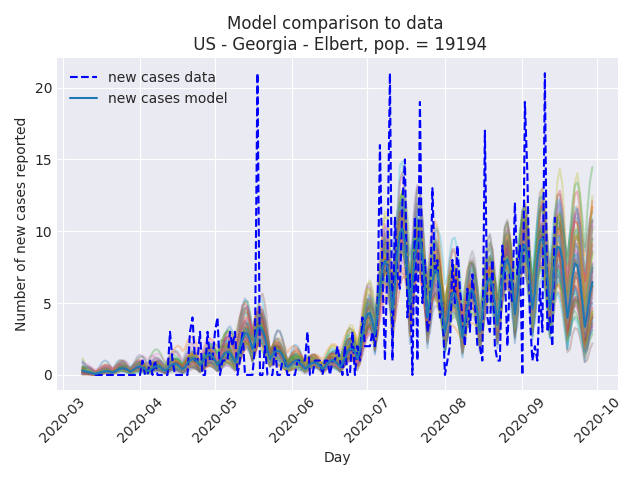 Model comparison to data
US - Georgia - Elbert, pop. = 19194
new cases data
new cases model
Number of new cases reported
20
15
10
5
0
2020-03
2020-04
2020-05
2020-06
2020-07
2020-08
2020-09
2020-10
Day